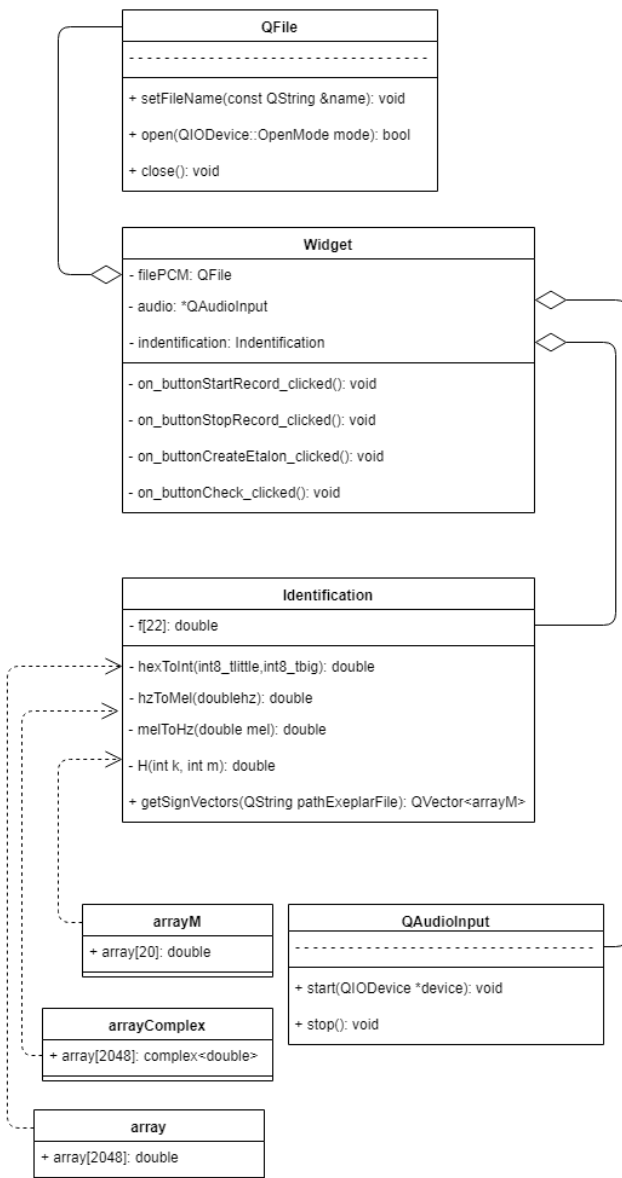 QFile
+ setFileName(const QString &name): void
+ open(QIODevice::OpenMode mode): bool
+ close(): void
Widget
- filePCM: QFile
- audio: *QAudioInput
- indentification: Indentification
- on_buttonStartRecord_clicked(): void
- on_buttonStopRecord_clicked(): void
- on_buttonCreateEtalon_clicked(): void
- on_buttonCheck_clicked(): void
Identification
- f[22]: double
- hexToInt(int8_tlittle,int8_tbig): double
- hzToMel(doublehz): double
- melToHz(double mel): double
- H(int k, int m): double
+ getSignVectors(QString pathExeplarFile): QVector<arrayM>
arrayM
+ array[20]: double
QAudioInput
+ start(QIODevice *device): void
+ stop(): void
arrayComplex
+ array[2048]: complex<double>
array
+ array[2048]: double